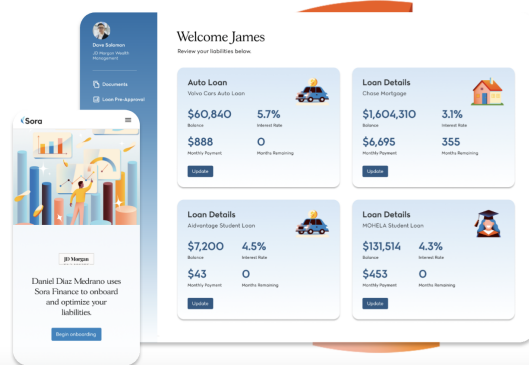 Dave Solomon
JD Morgan Wealth
Management
Documents
Loan Pre-Approval
Welcome James
Review your liabilities below.
Auto Loan
Volvo Cars Auto Loan
$60,840
5.7%
Balance
Interest Rate
$888
0
Monthly Payment
Months Remaining
Update
Loan Details
Chase Mortgage
$1,604,310
3.1%
Balance
Interest Rate
$6,695
355
Monthly Payment
Months Remaining
Update
Loan Details
Aidvantage Student Loan
$7,200
4.5%
Balance
Interest Rate
$43
0
Monthly Payment
Months Remaining
Update
Loan Details
MOHELA Student Loan
$131,514
4.3%
Balance
Interest Rate
$453
0
Monthly Payment
Months Remaining
Update
Sora
JD Morgan
Daniel Diaz Medrano uses
Sora Finance to onboard
and optimize your
liabilities.
Begin onboarding